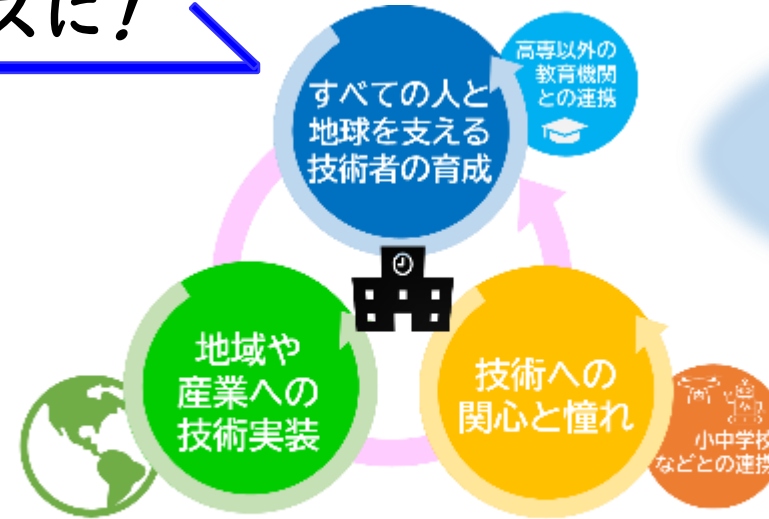 スに!
すべての人と
地球を支える
技術者の育成
高専以外の
教育機関
との連携
地域や
産業への
技術実装
技術への
関心と憧れ
小中学校
などとの連携